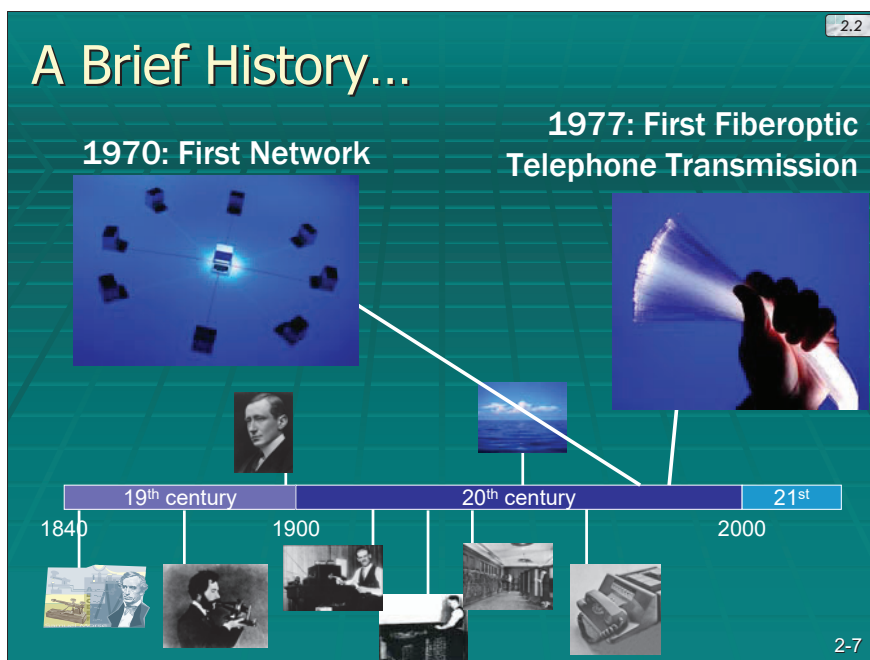 2.2
A Brief History...
1970: First Network
1977: First Fiberoptic
Telephone Transmission
19th century
20th century
21st
1840
1900
2000
2-7